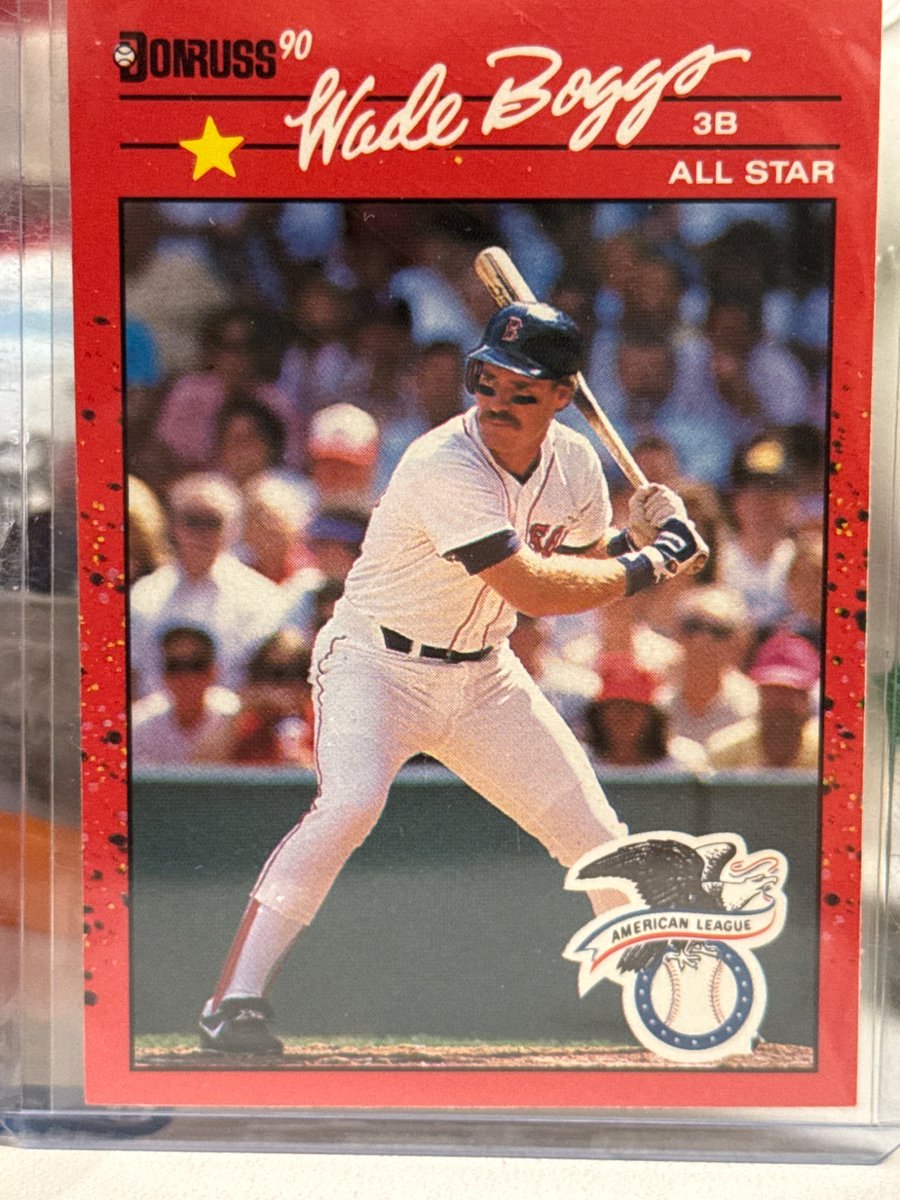 DONRUSS '90
Wade Boggs
3B
ALL STAR
B
AMERICAN LEAGUE